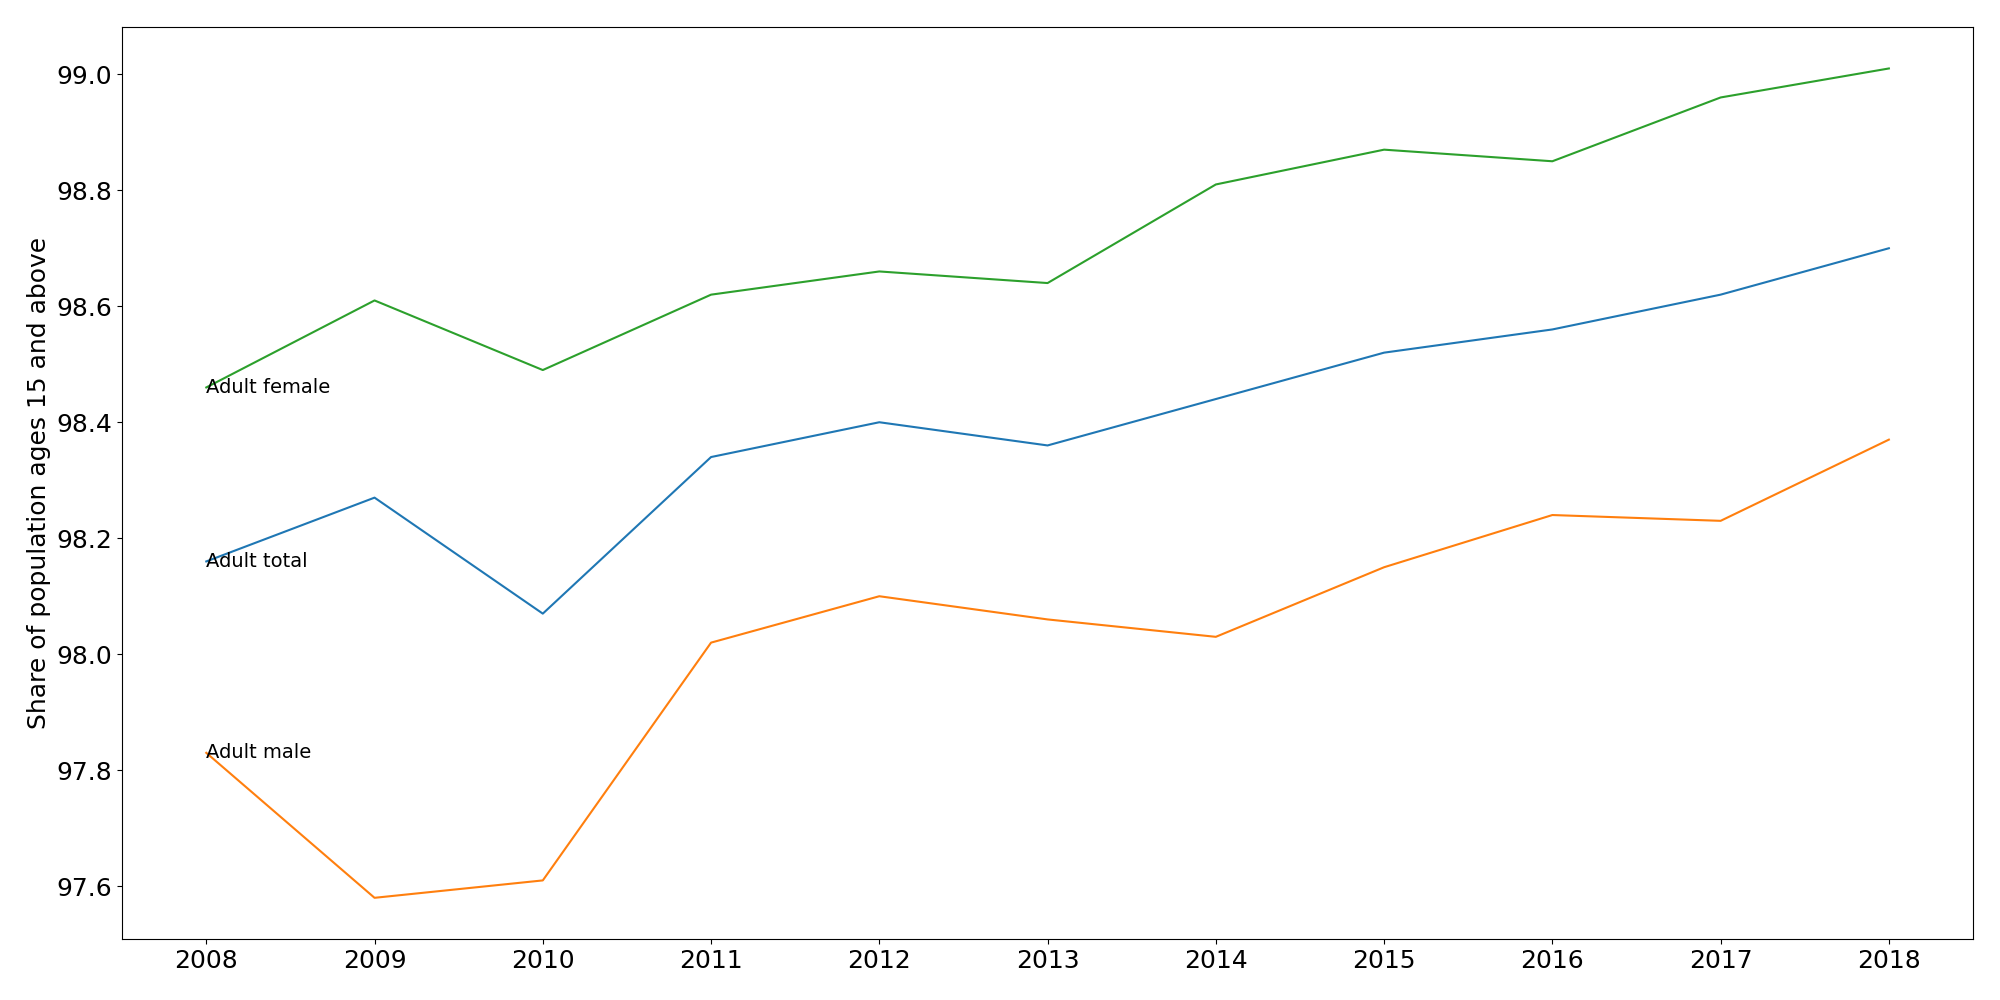 Share of population ages 15 and above
99.0
98.8
98.6
98.4
98.2
98.0
97.8
97.6
Adult female
Adult total
Adult male
2008 2009 2010 2011 2012 2013 2014 2015 2016 2017 2018